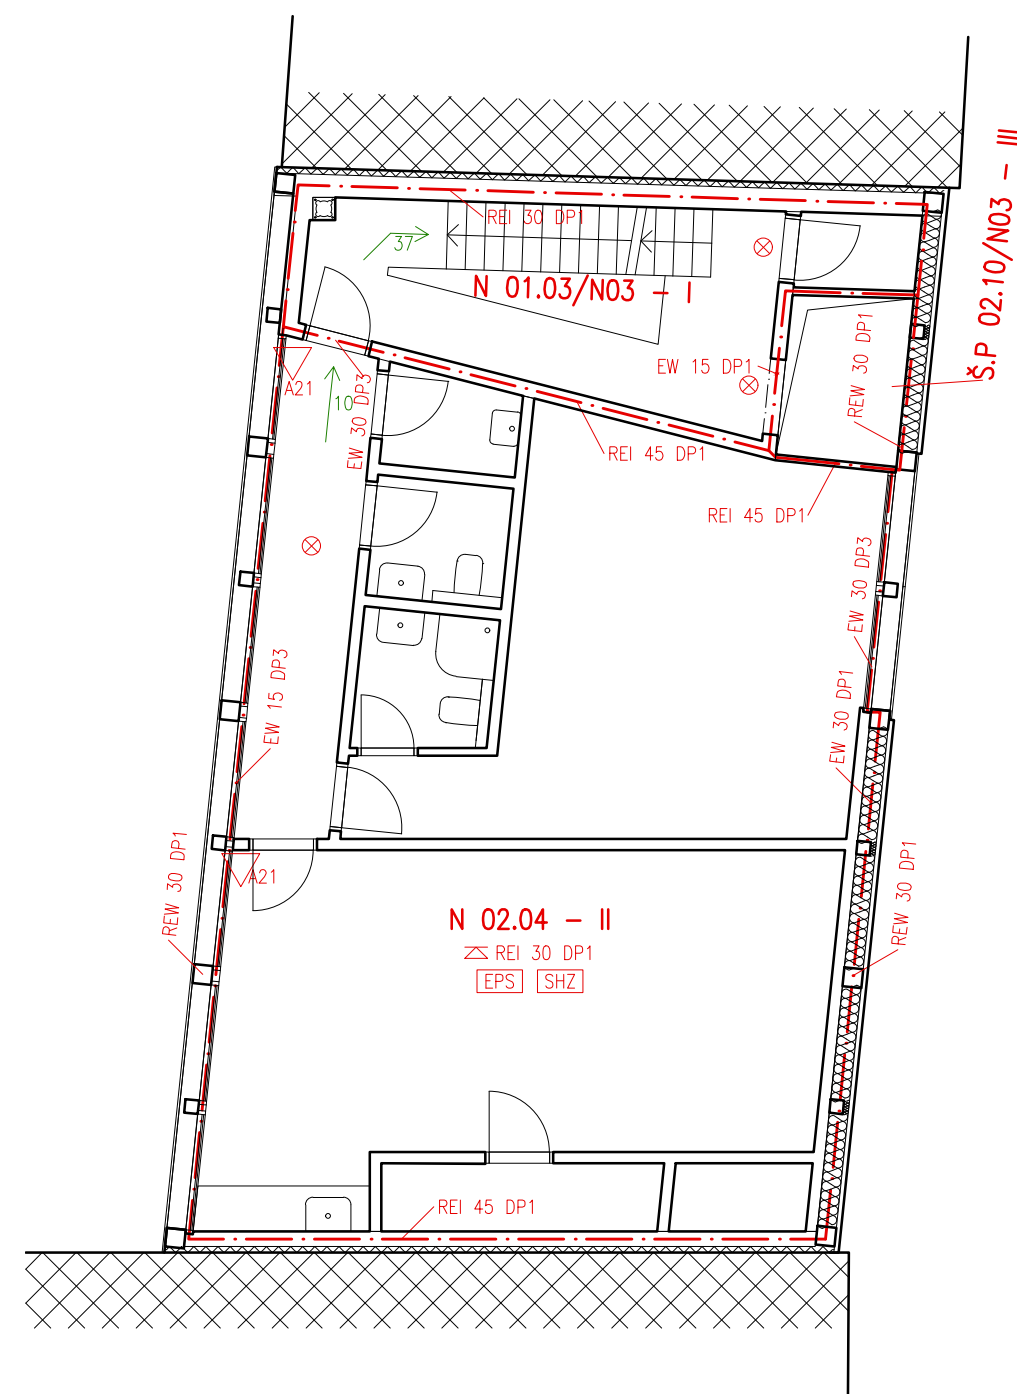 REI 30 DP1
37
N 01.03/N03 - I
Š.P 02.10/N03 - III
EW 15 DP1
REW 30 DP1
A21
10
EW 30 DP3
REI 45 DP1
REI 45 DP1
EW 30 DP3
EW 15 DP3
EW 30 DP1
REW 30 DP1
A21
REW 30 DP1
N 02.04 - II
REI 30 DP1
EPS SHZ
REI 45 DP1